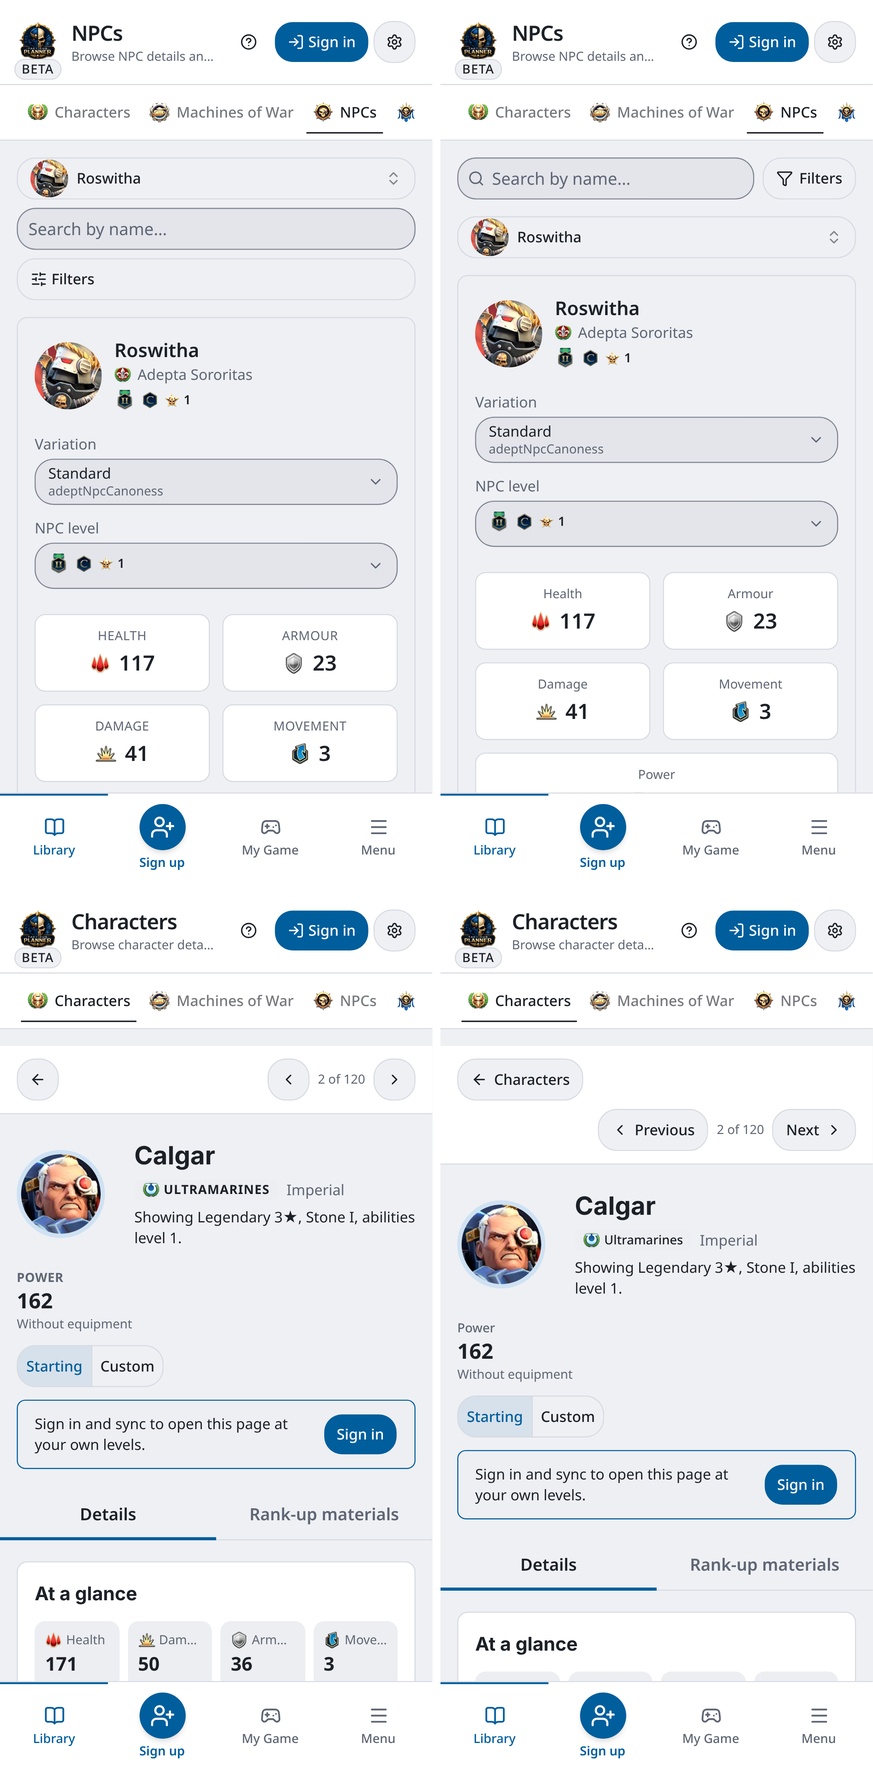 NPCs
Browse NPC details an...
Sign in
PLANNER
BETA
Characters
Machines of War
NPCs
Roswitha
Search by name...
Filters
Roswitha
Adepta Sororitas
1
Variation
Standard
adeptNpcCanoness
NPC level
1
HEALTH
117
ARMOUR
23
DAMAGE
41
MOVEMENT
3
Library
Sign up
My Game
Menu
NPCs
Browse NPC details an...
Sign in
PLANNER
BETA
Characters
Machines of War
NPCs
Search by name...
Filters
Roswitha
Roswitha
Adepta Sororitas
1
Variation
Standard
adeptNpcCanoness
NPC level
1
Health
117
Armour
23
Damage
41
Movement
3
Power
Library
Sign up
My Game
Menu
Characters
Browse character deta...
Sign in
PLANNER
BETA
Characters
Machines of War
NPCs
2 of 120
Calgar
ULTRAMARINES
Imperial
Showing Legendary 3★, Stone I, abilities
level 1.
POWER
162
Without equipment
Starting
Custom
Sign in and sync to open this page at
your own levels.
Sign in
Details
Rank-up materials
At a glance
Health
171
Dam...
50
Arm...
36
Move...
3
Library
Sign up
My Game
Menu
Characters
Browse character deta...
Sign in
PLANNER
BETA
Characters
Machines of War
NPCs
Characters
Previous
2 of 120
Next
Calgar
Ultramarines
Imperial
Showing Legendary 3★, Stone I, abilities
level 1.
Power
162
Without equipment
Starting
Custom
Sign in and sync to open this page at
your own levels.
Sign in
Details
Rank-up materials
At a glance
Library
Sign up
My Game
Menu